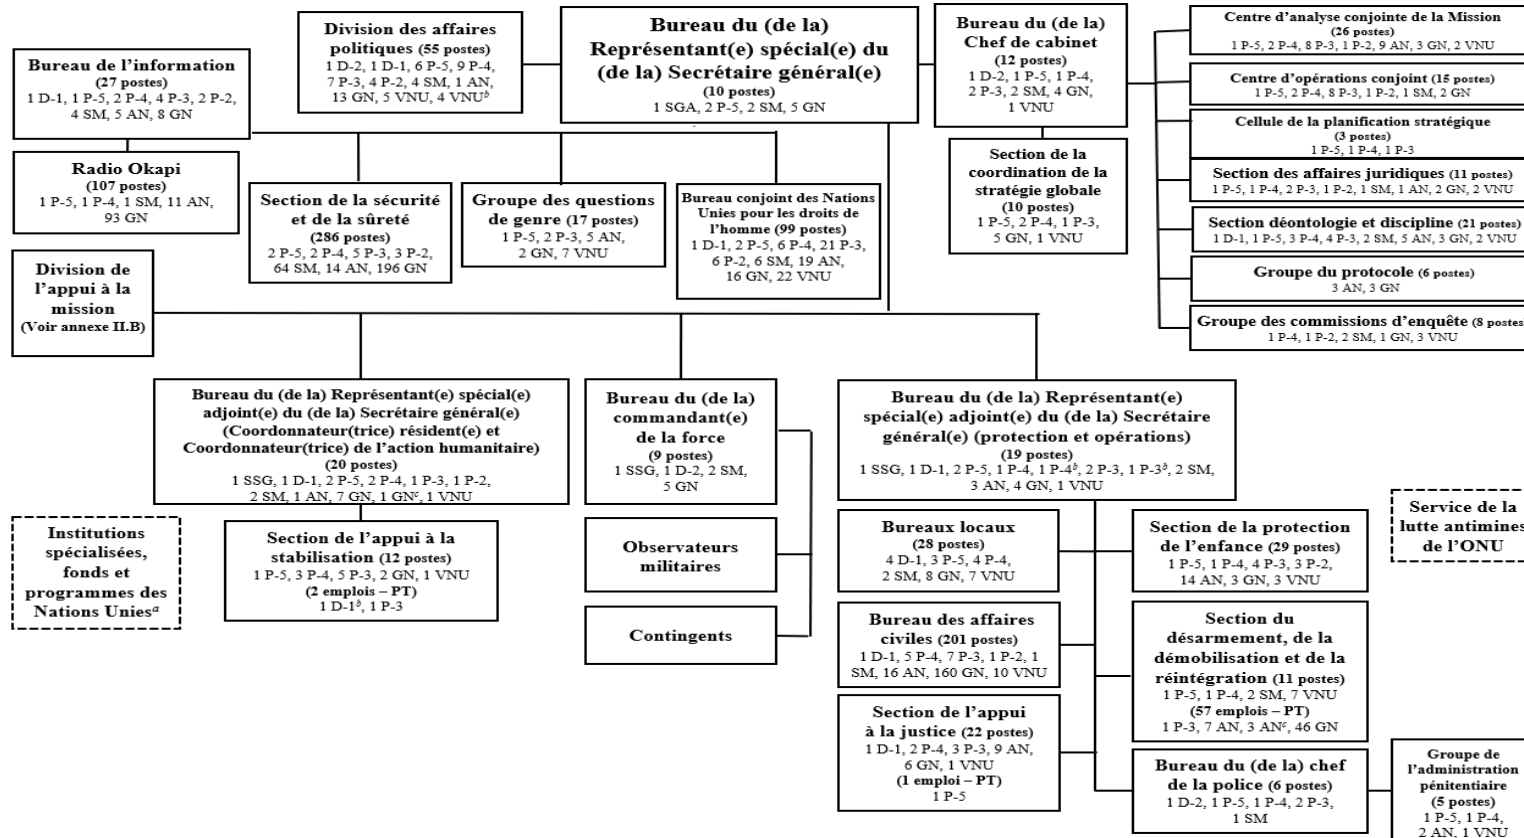 Bureau de l’information
(27 postes)
1 D-1, 1 P-5, 2 P-4, 4 P-3, 2 P-2,
4 SM, 5 AN, 8 GN
Radio Okapi
(107 postes)
1 P-5, 1 P-4, 1 SM, 11 AN,
93 GN
Division des affaires
politiques (55 postes)
1 D-2, 1 D-1, 6 P-5, 9 P-4,
7 P-3, 4 P-2, 4 SM, 1 AN,
13 GN, 5 VNU, 4 VNUᵇ
Bureau du (de la)
Représentant(e) spécial(e) du
(de la) Secrétaire général(e)
(10 postes)
1 SGA, 2 P-5, 2 SM, 5 GN
Bureau du (de la)
Chef de cabinet
(12 postes)
1 D-2, 1 P-5, 1 P-4,
2 P-3, 2 SM, 4 GN,
1 VNU
Section de la
coordination de la
stratégie globale
(10 postes)
1 P-5, 2 P-4, 1 P-3,
5 GN, 1 VNU
Centre d’analyse conjointe de la Mission
(26 postes)
1 P-5, 2 P-4, 8 P-3, 1 P-2, 9 AN, 3 GN, 2 VNU
Centre d’opérations conjoint (15 postes)
1 P-5, 2 P-4, 8 P-3, 1 P-2, 1 SM, 2 GN
Cellule de la planification stratégique
(3 postes)
1 P-5, 1 P-4, 1 P-3
Section des affaires juridiques (11 postes)
1 P-5, 1 P-4, 2 P-3, 1 P-2, 1 SM, 1 AN, 2 GN, 2 VNU
Section déontologie et discipline (21 postes)
1 D-1, 1 P-5, 3 P-4, 4 P-3, 2 SM, 5 AN, 3 GN, 2 VNU
Groupe du protocole (6 postes)
3 AN, 3 GN
Groupe des commissions d’enquête (8 postes)
1 P-4, 1 P-2, 2 SM, 1 GN, 3 VNU
Section de la sécurité
et de la sûreté
(286 postes)
2 P-5, 2 P-4, 5 P-3, 3 P-2,
64 SM, 14 AN, 196 GN
Groupe des questions
de genre (17 postes)
1 P-5, 2 P-3, 5 AN,
2 GN, 7 VNU
Bureau conjoint des Nations
Unies pour les droits de
l’homme (99 postes)
1 D-1, 2 P-5, 6 P-4, 21 P-3,
6 P-2, 6 SM, 19 AN,
16 GN, 22 VNU
Division de
l’appui à la
mission
(Voir annexe II.B)
Bureau du (de la) Représentant(e) spécial(e)
adjoint(e) du (de la) Secrétaire général(e)
(Coordonnateur(trice) résident(e) et
Coordonnateur(trice) de l’action humanitaire)
(20 postes)
1 SSG, 1 D-1, 2 P-5, 2 P-4, 1 P-3, 1 P-2,
2 SM, 1 AN, 7 GN, 1 GNᶜ, 1 VNU
Section de l’appui à la
stabilisation (12 postes)
1 P-5, 3 P-4, 5 P-3, 2 GN, 1 VNU
(2 emplois – PT)
1 D-1ᵇ, 1 P-3
Institutions
spécialisées,
fonds et
programmes des
Nations Uniesᵃ
Bureau du (de la)
commandant(e)
de la force
(9 postes)
1 SSG, 1 D-2, 2 SM,
5 GN
Observateurs
militaires
Contingents
Bureau du (de la) Représentant(e)
spécial(e) adjoint(e) du (de la) Secrétaire
général(e) (protection et opérations)
(19 postes)
1 SSG, 1 D-1, 2 P-5, 1 P-4, 1 P-4ᵇ, 2 P-3, 1 P-3ᵇ, 2 SM,
3 AN, 4 GN, 1 VNU
Bureaux locaux
(28 postes)
4 D-1, 3 P-5, 4 P-4,
2 SM, 8 GN, 7 VNU
Bureau des affaires
civiles (201 postes)
1 D-1, 5 P-4, 7 P-3, 1 P-2, 1
SM, 16 AN, 160 GN, 10 VNU
Section de l’appui
à la justice (22 postes)
1 D-1, 2 P-4, 3 P-3, 9 AN,
6 GN, 1 VNU
(1 emploi – PT)
1 P-5
Section de la protection
de l’enfance (29 postes)
1 P-5, 1 P-4, 4 P-3, 3 P-2,
14 AN, 3 GN, 3 VNU
Section du
désarmement, de la
démobilisation et de la
réintégration (11 postes)
1 P-5, 1 P-4, 2 SM, 7 VNU
(57 emplois – PT)
1 P-3, 7 AN, 3 ANᶜ, 46 GN
Bureau du (de la) chef
de la police (6 postes)
1 D-2, 1 P-5, 1 P-4, 2 P-3,
1 SM
Service de la
lutte antimines
de l’ONU
Groupe de
l’administration
pénitentiaire
(5 postes)
1 P-5, 1 P-4,
2 AN, 1 VNU